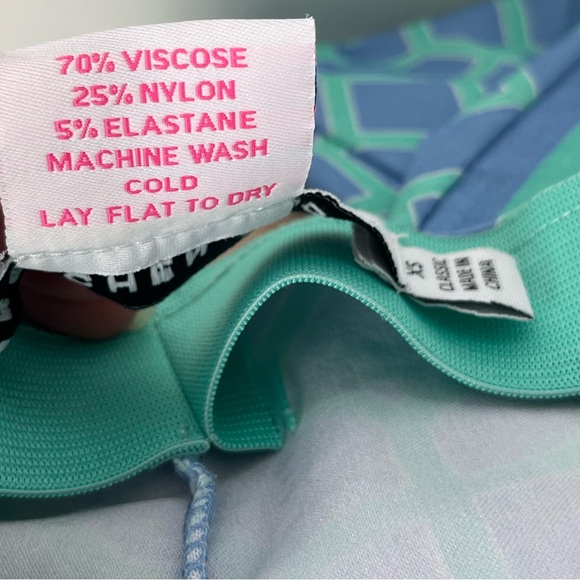 70% VISCOSE
25% NYLON
5% ELASTANE
MACHINE WASH
COLD
LAY FLAT TO DRY
XS
CLASSIC
MADE IN
CHINA